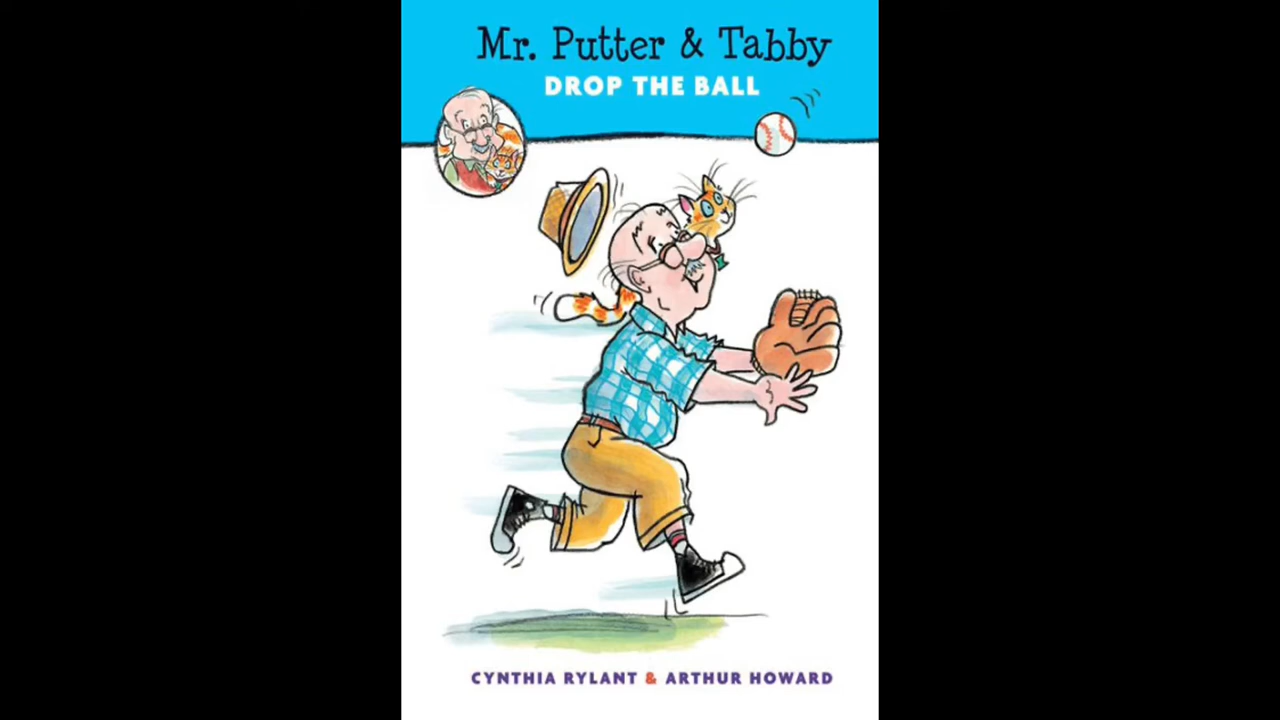 Mr. Putter & Tabby
DROP THE BALL
CYNTHIA RYLANT & ARTHUR HOWARD